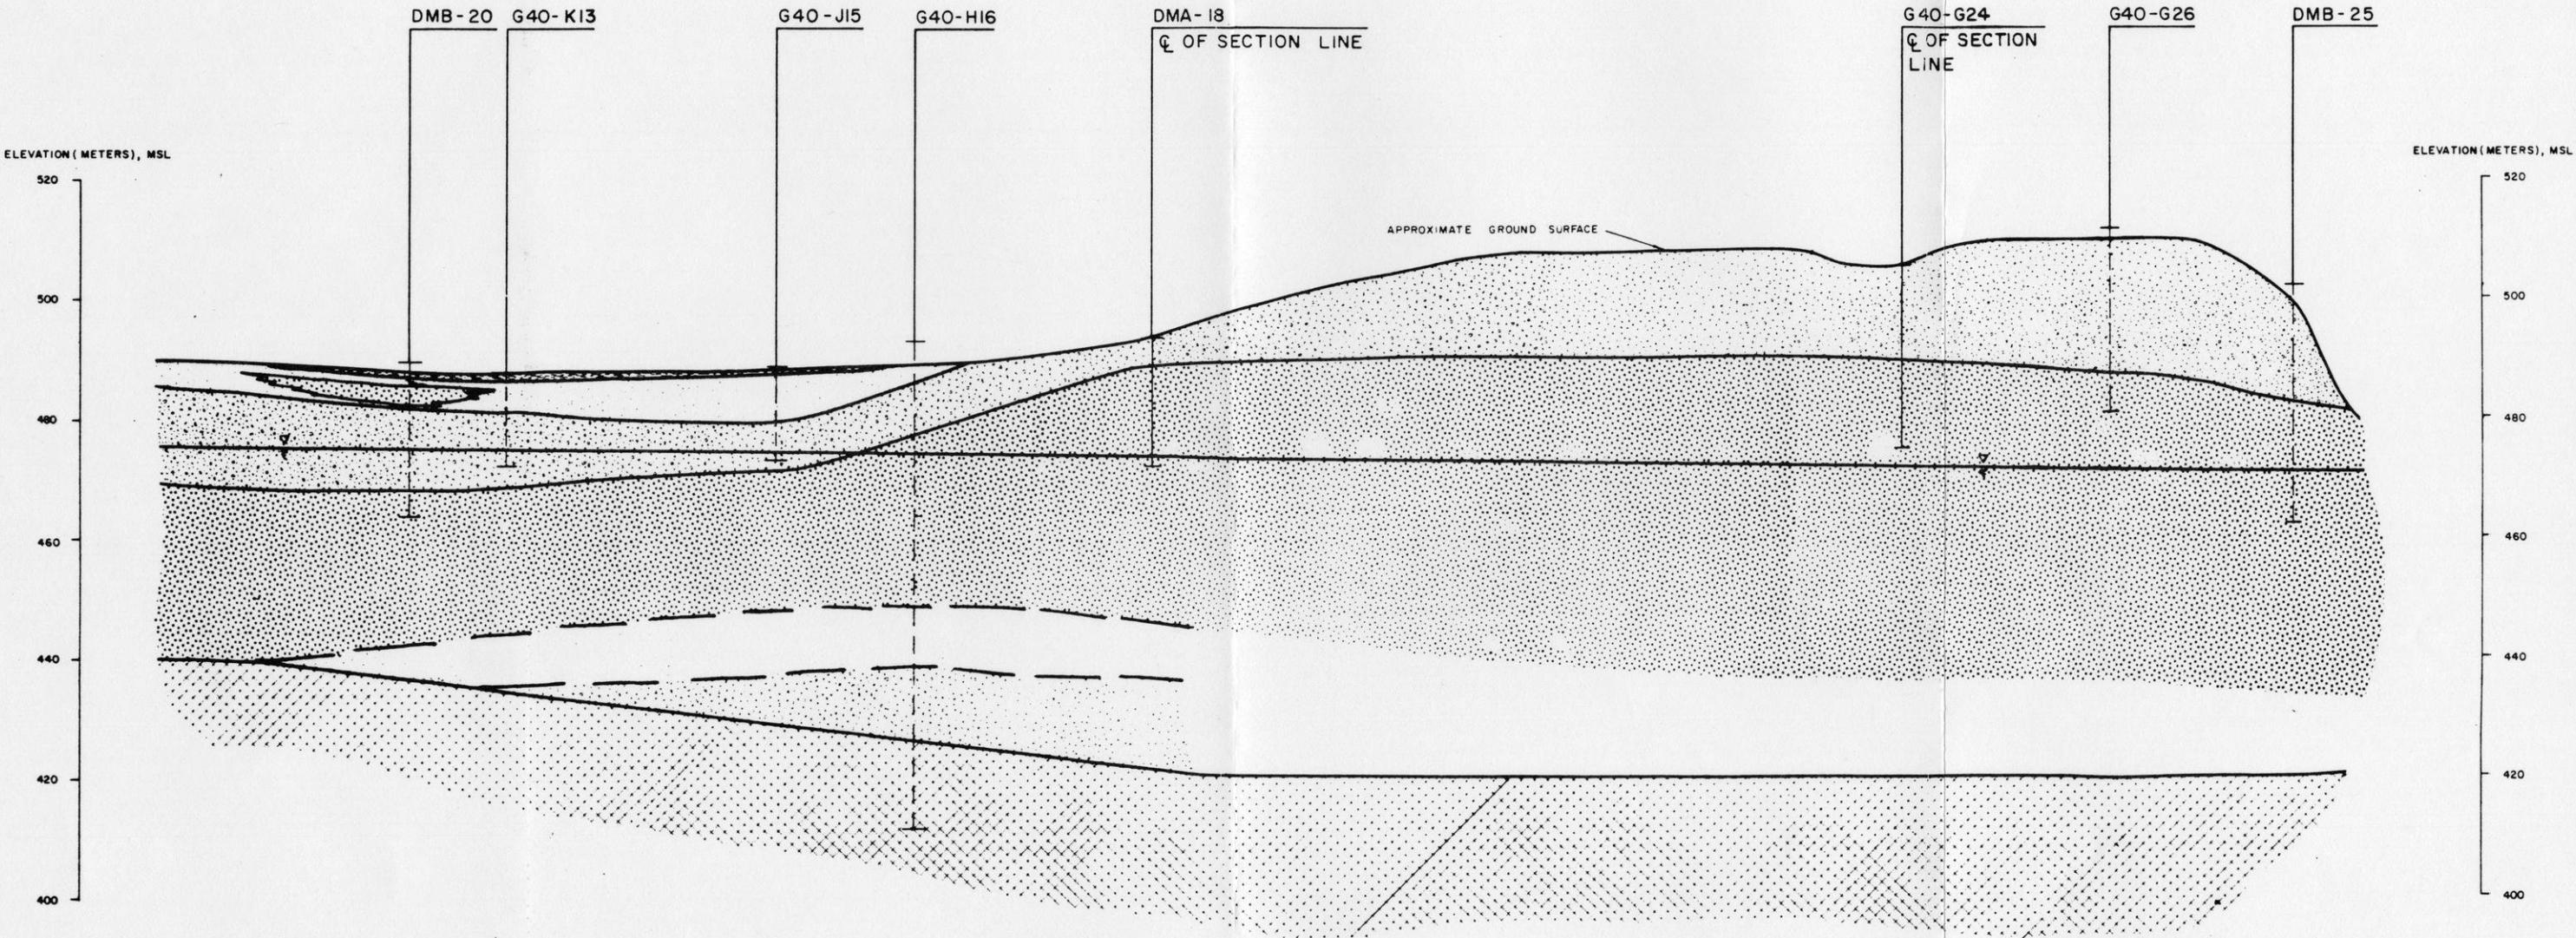 DMB-20 G40-K13 G40-J15 G40-H16 DMA-18 G40-G24 G40-G26 DMB-25
℄ OF SECTION LINE
℄ OF SECTION
LINE
ELEVATION (METERS), MSL
ELEVATION (METERS), MSL
APPROXIMATE GROUND SURFACE
520
500
480
460
440
420
400
520
500
480
460
440
420
400